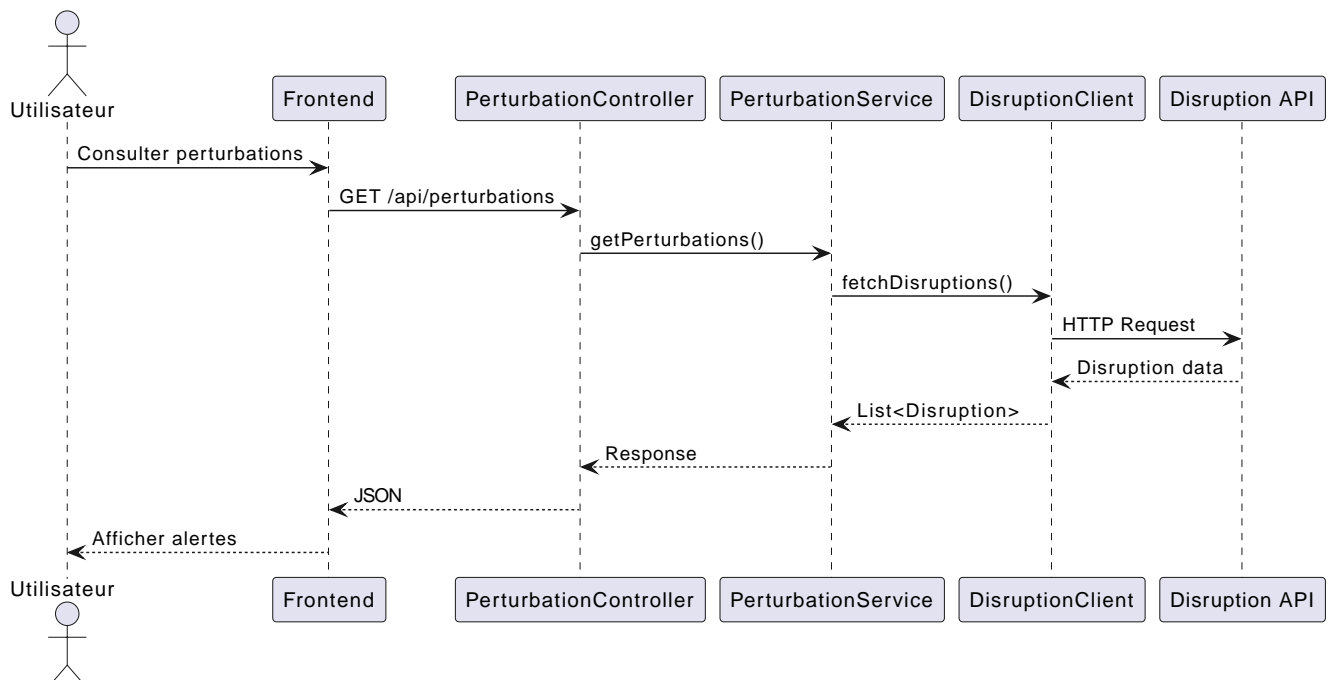 Utilisateur
Frontend
PerturbationController
PerturbationService
DisruptionClient
Disruption API
Consulter perturbations
GET /api/perturbations
getPerturbations()
fetchDisruptions()
HTTP Request
Disruption data
List<Disruption>
Response
JSON
Afficher alertes
Utilisateur
Frontend
PerturbationController
PerturbationService
DisruptionClient
Disruption API